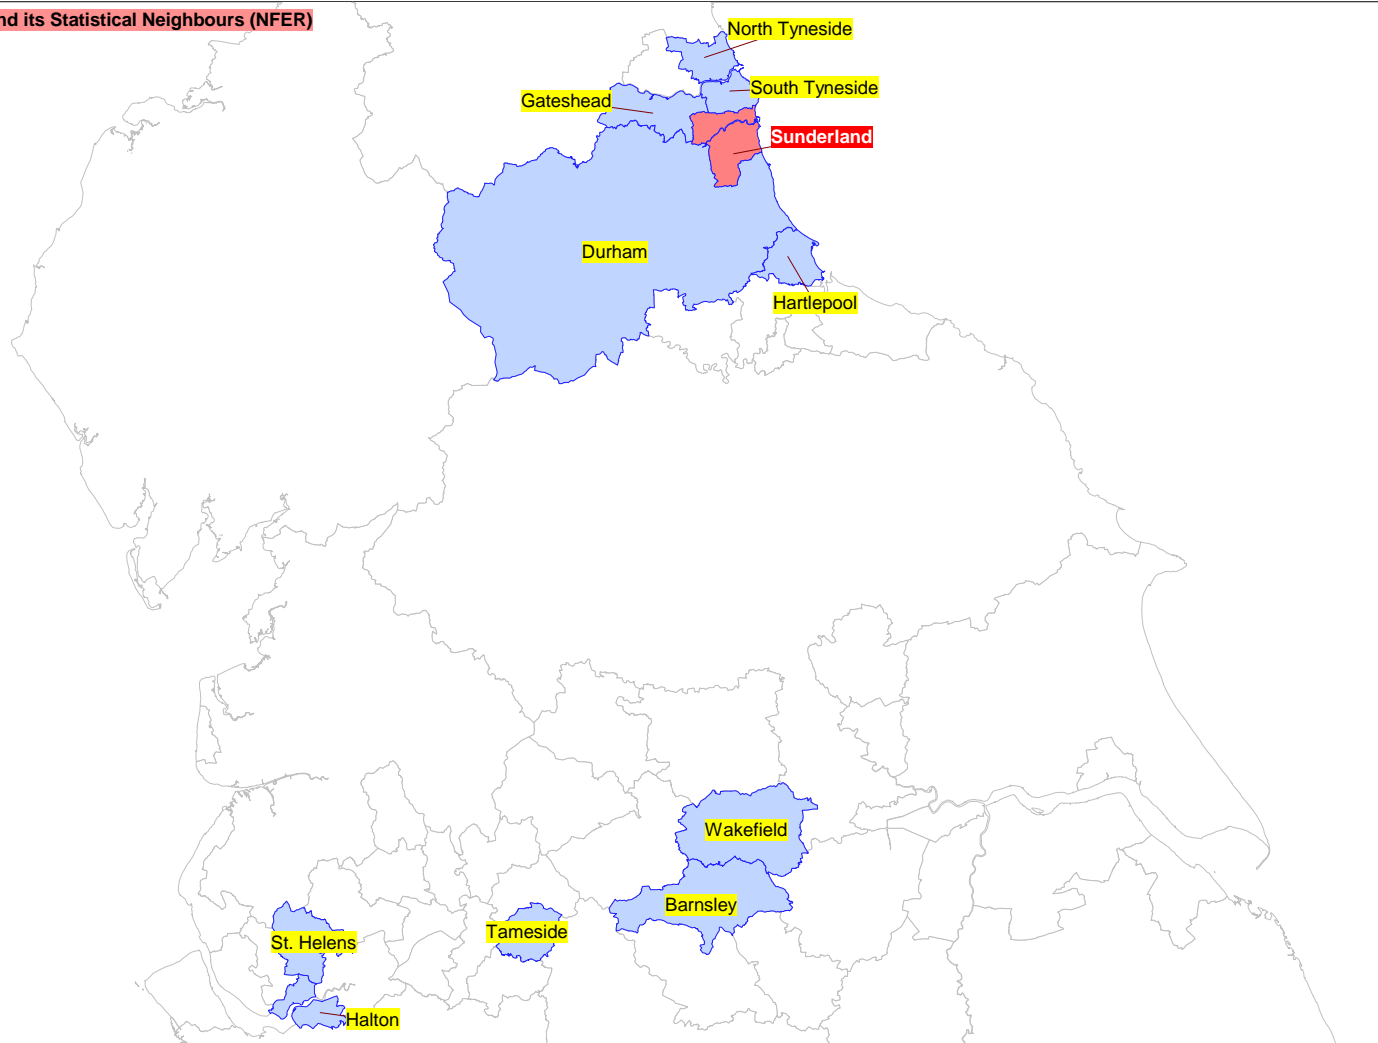 nd its Statistical Neighbours (NFER)
North Tyneside
South Tyneside
Gateshead
Sunderland
Durham
Hartlepool
Wakefield
Barnsley
Tameside
St. Helens
Halton